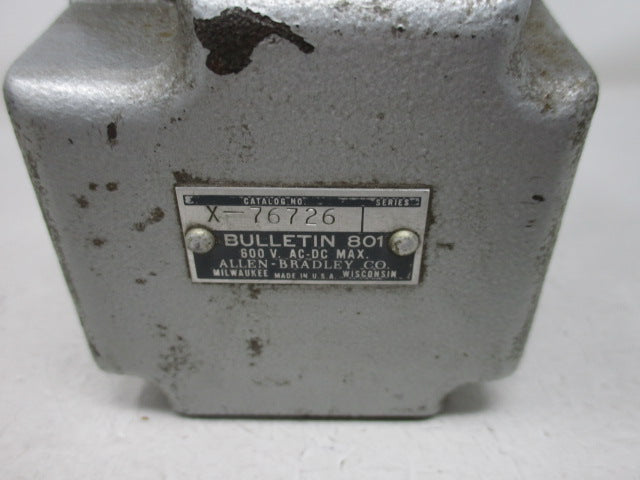 CATALOG NO. SERIES
X-76726
BULLETIN 801
600 V. AC-DC MAX.
ALLEN-BRADLEY CO.
MILWAUKEE MADE IN U.S.A. WISCONSIN